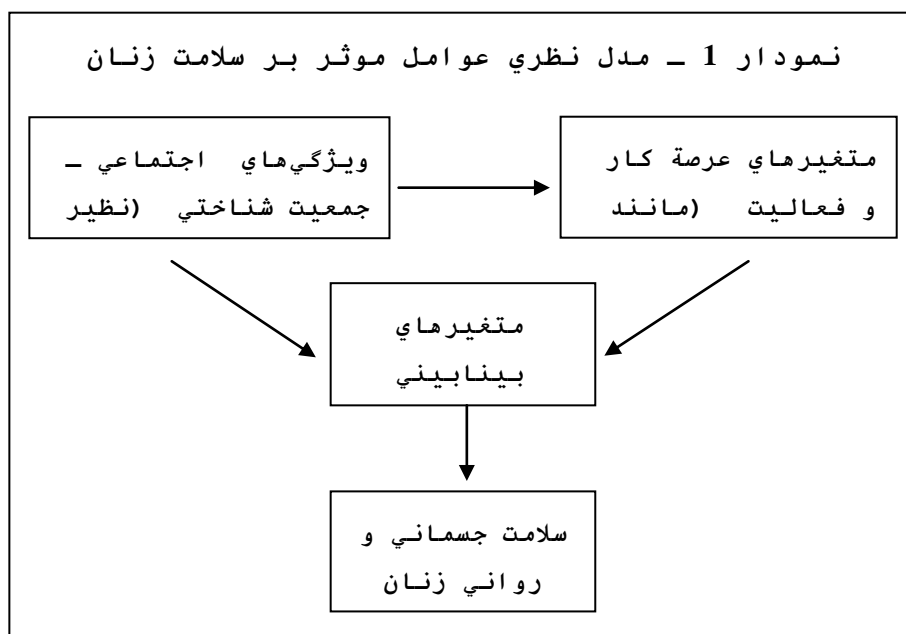 نمودار 1 ـ مدل نظري عوامل موثر بر سلامت زنان
متغيرهاي عرصة كار
و فعاليت (مانند
ويژگي‌هاي اجتماعي ـ
جمعيت شناختي (نظير
متغيرهاي
بينابيني
سلامت جسماني و
رواني زنان